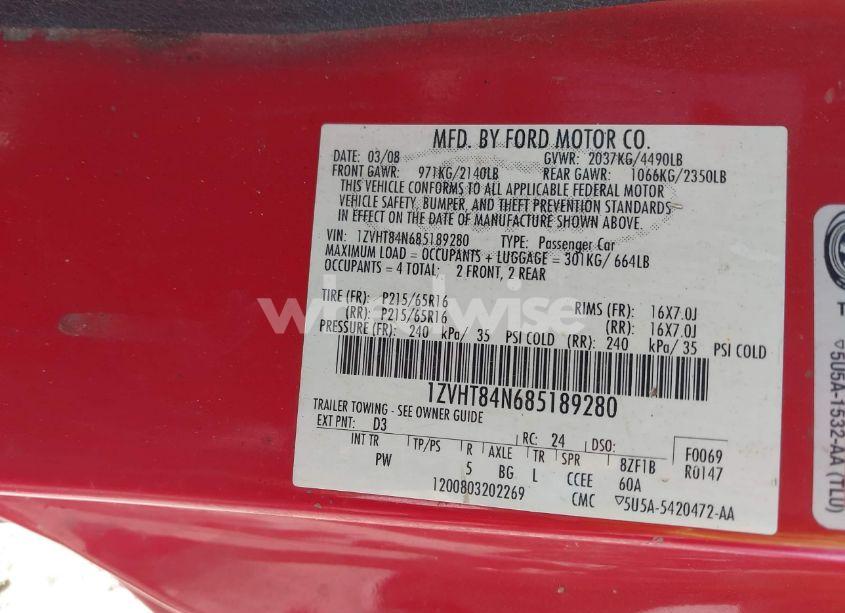 MFD. BY FORD MOTOR CO.
DATE: 03/08 GVWR: 2037KG/4490LB
FRONT GAWR: 971KG/2140LB REAR GAWR: 1066KG/2350LB
THIS VEHICLE CONFORMS TO ALL APPLICABLE FEDERAL MOTOR
VEHICLE SAFETY, BUMPER, AND THEFT PREVENTION STANDARDS
IN EFFECT ON THE DATE OF MANUFACTURE SHOWN ABOVE.
VIN: 1ZVHT84N685189280 TYPE: Passenger Car
MAXIMUM LOAD = OCCUPANTS + LUGGAGE = 301KG/ 664LB
OCCUPANTS = 4 TOTAL; 2 FRONT, 2 REAR
TIRE (FR): P215/65R16 RIMS (FR): 16X7.0J
(RR): P215/65R16 (RR): 16X7.0J
PRESSURE (FR): 240 kPa/ 35 PSI COLD (RR): 240 kPa/ 35 PSI COLD
wheelwise
1ZVHT84N685189280
TRAILER TOWING - SEE OWNER GUIDE
EXT PNT: D3 RC: 24 DSO: F0069
INT TR TP/PS R AXLE TR SPR 8ZF1B R0147
PW 5 BG L CCEE 60A
1200803202269 CMC ▽5U5A-5420472-AA
▽5U5A-1532-AA (TLU)